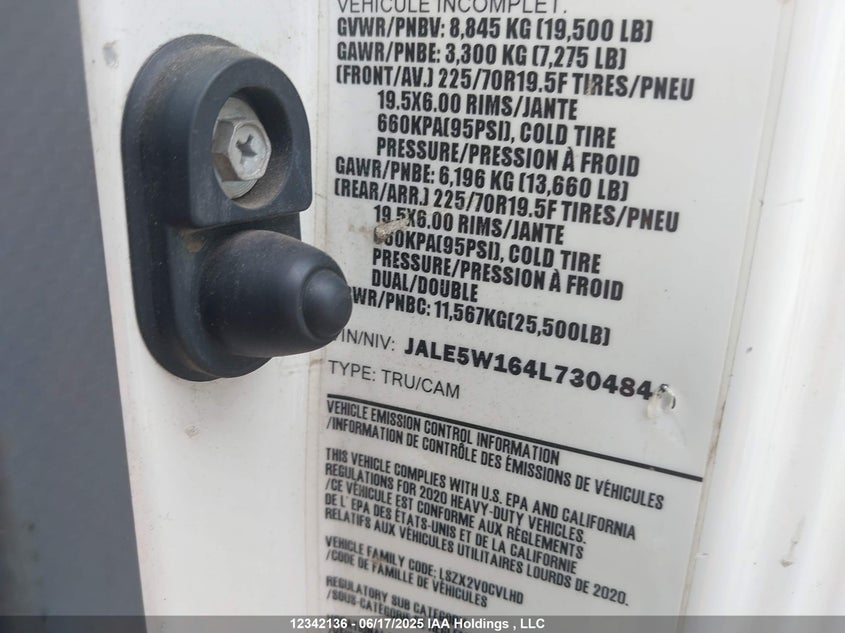 VEHICULE INCOMPLET.
GVWR/PNBV: 8,845 KG (19,500 LB)
GAWR/PNBE: 3,300 KG (7,275 LB)
(FRONT/AV.) 225/70R19.5F TIRES/PNEU
19.5X6.00 RIMS/JANTE
660KPA(95PSI), COLD TIRE
PRESSURE/PRESSION À FROID
GAWR/PNBE: 6,196 KG (13,660 LB)
(REAR/ARR.) 225/70R19.5F TIRES/PNEU
19.5X6.00 RIMS/JANTE
COLD TIRE
PRESSURE/PRESSION À FROID
DUAL/DOUBLE
11,567KG(25,500LB)
JALE5W164L730484
TYPE: TRU/CAM
VEHICLE EMISSION CONTROL INFORMATION
/INFORMATION DE CONTRÔLE DES ÉMISSIONS DE VÉHICULES
THIS VEHICLE COMPLIES WITH U.S. EPA AND CALIFORNIA
REGULATIONS FOR 2020 HEAVY-DUTY VEHICLES.
/CE VÉHICULE EST CONFORME AUX RÈGLEMENTS
DE L' EPA DES ÉTATS-UNIS ET DE LA CALIFORNIE
RELATIFS AUX VÉHICULES UTILITAIRES LOURDS DE 2020.
VEHICLE FAMILY CODE: LSZX2VOCVLHD
/CODE DE FAMILLE DE VÉHICULES
REGULATORY SUB
12342136 - 06/17/2025 IAA Holdings , LLC